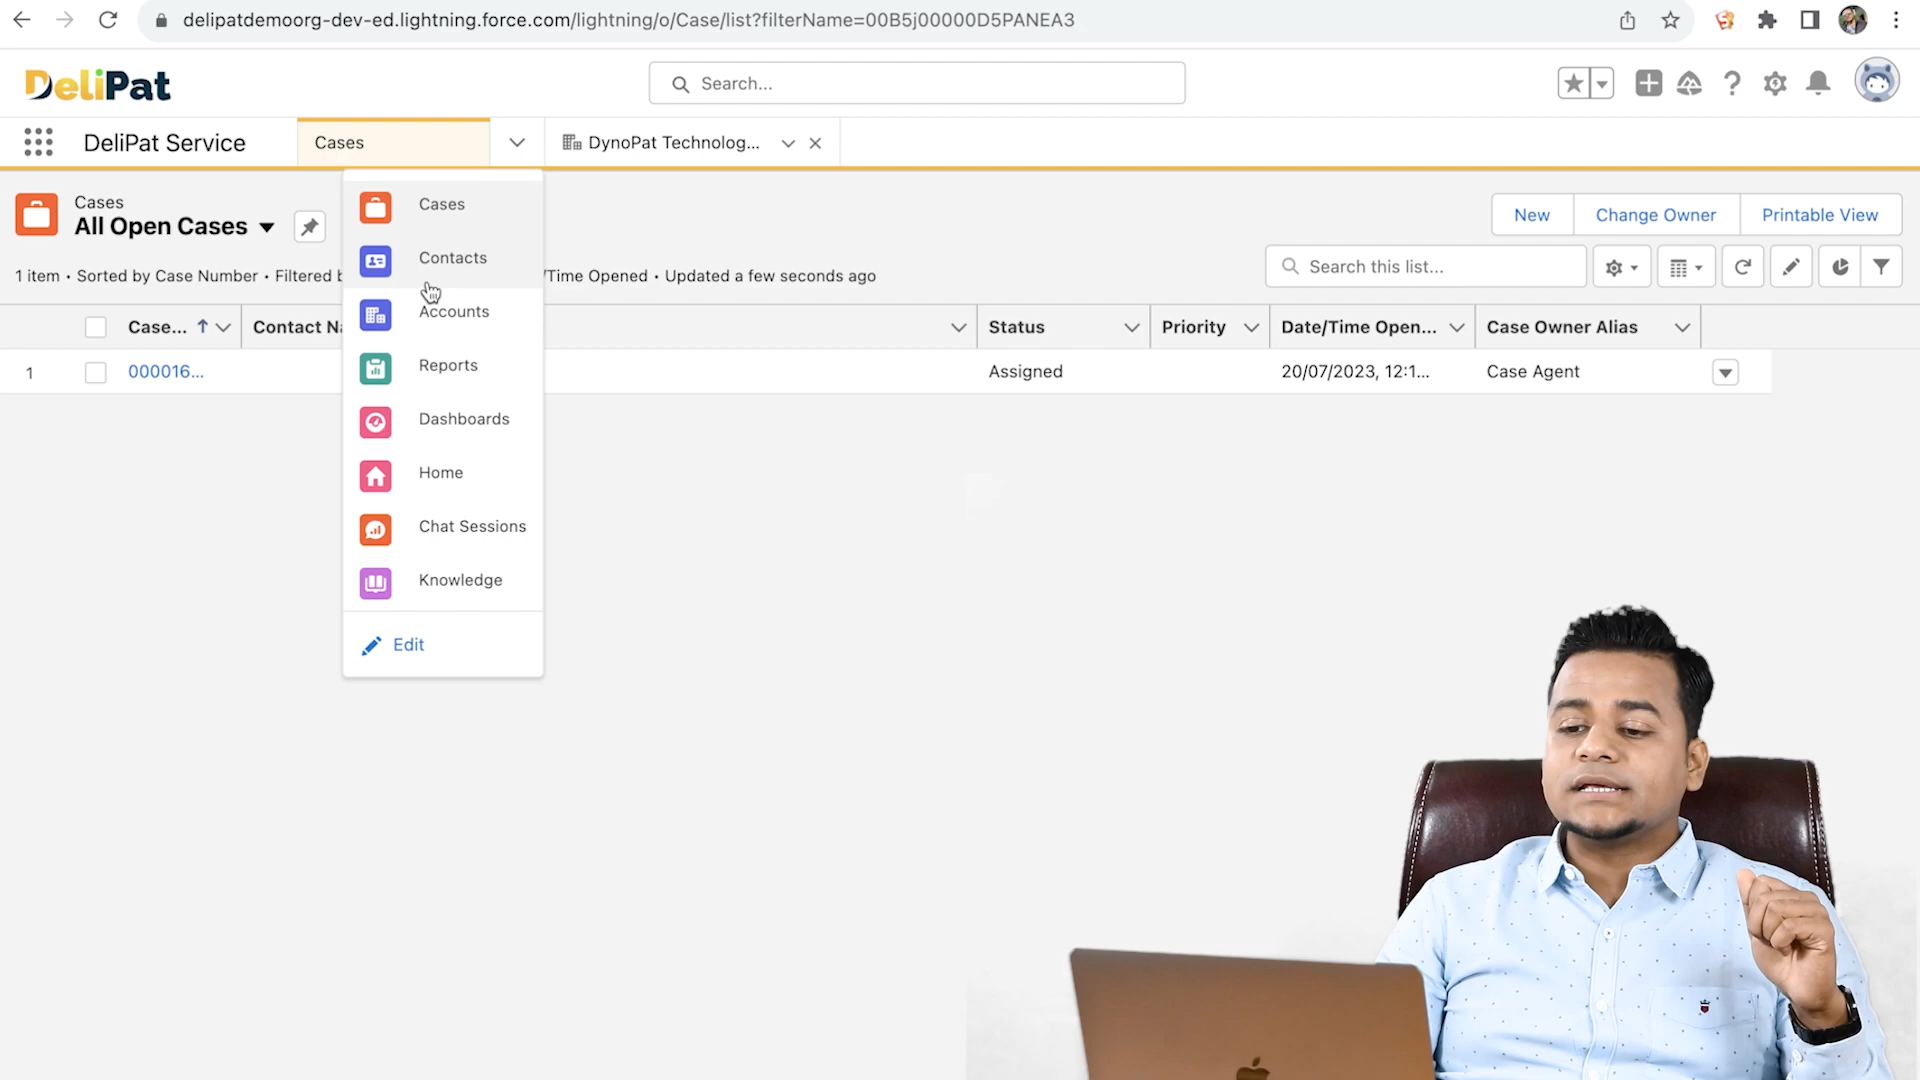 delipatdemoorg-dev-ed.lightning.force.com/lightning/o/Case/list?filterName=00B5j00000D5PANEA3
DeliPat
Search...
DeliPat Service
Cases
DynoPat Technolog...
Cases
All Open Cases
New
Change Owner
Printable View
1 item • Sorted by Case Number • Filtered b
/Time Opened • Updated a few seconds ago
Search this list...
Cases
Contacts
Accounts
Reports
Dashboards
Home
Chat Sessions
Knowledge
Edit
Case...
Contact Na
Status
Priority
Date/Time Open...
Case Owner Alias
1
000016...
Assigned
20/07/2023, 12:1...
Case Agent